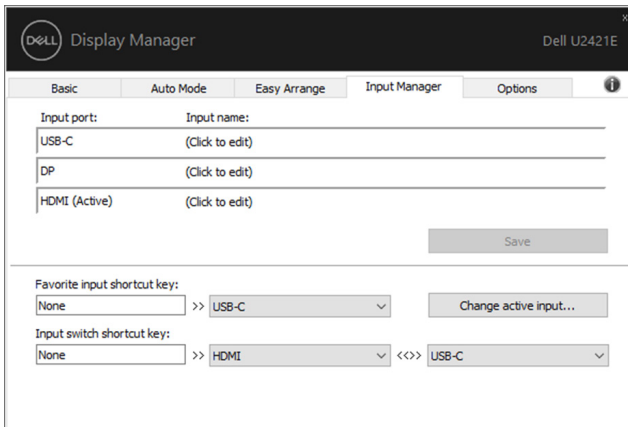 x
DELL Display Manager Dell U2421E
Basic Auto Mode Easy Arrange Input Manager Options i
Input port: Input name:
USB-C (Click to edit)
DP (Click to edit)
HDMI (Active) (Click to edit)
Save
Favorite input shortcut key:
None >> USB-C Change active input...
Input switch shortcut key:
None >> HDMI <<>> USB-C